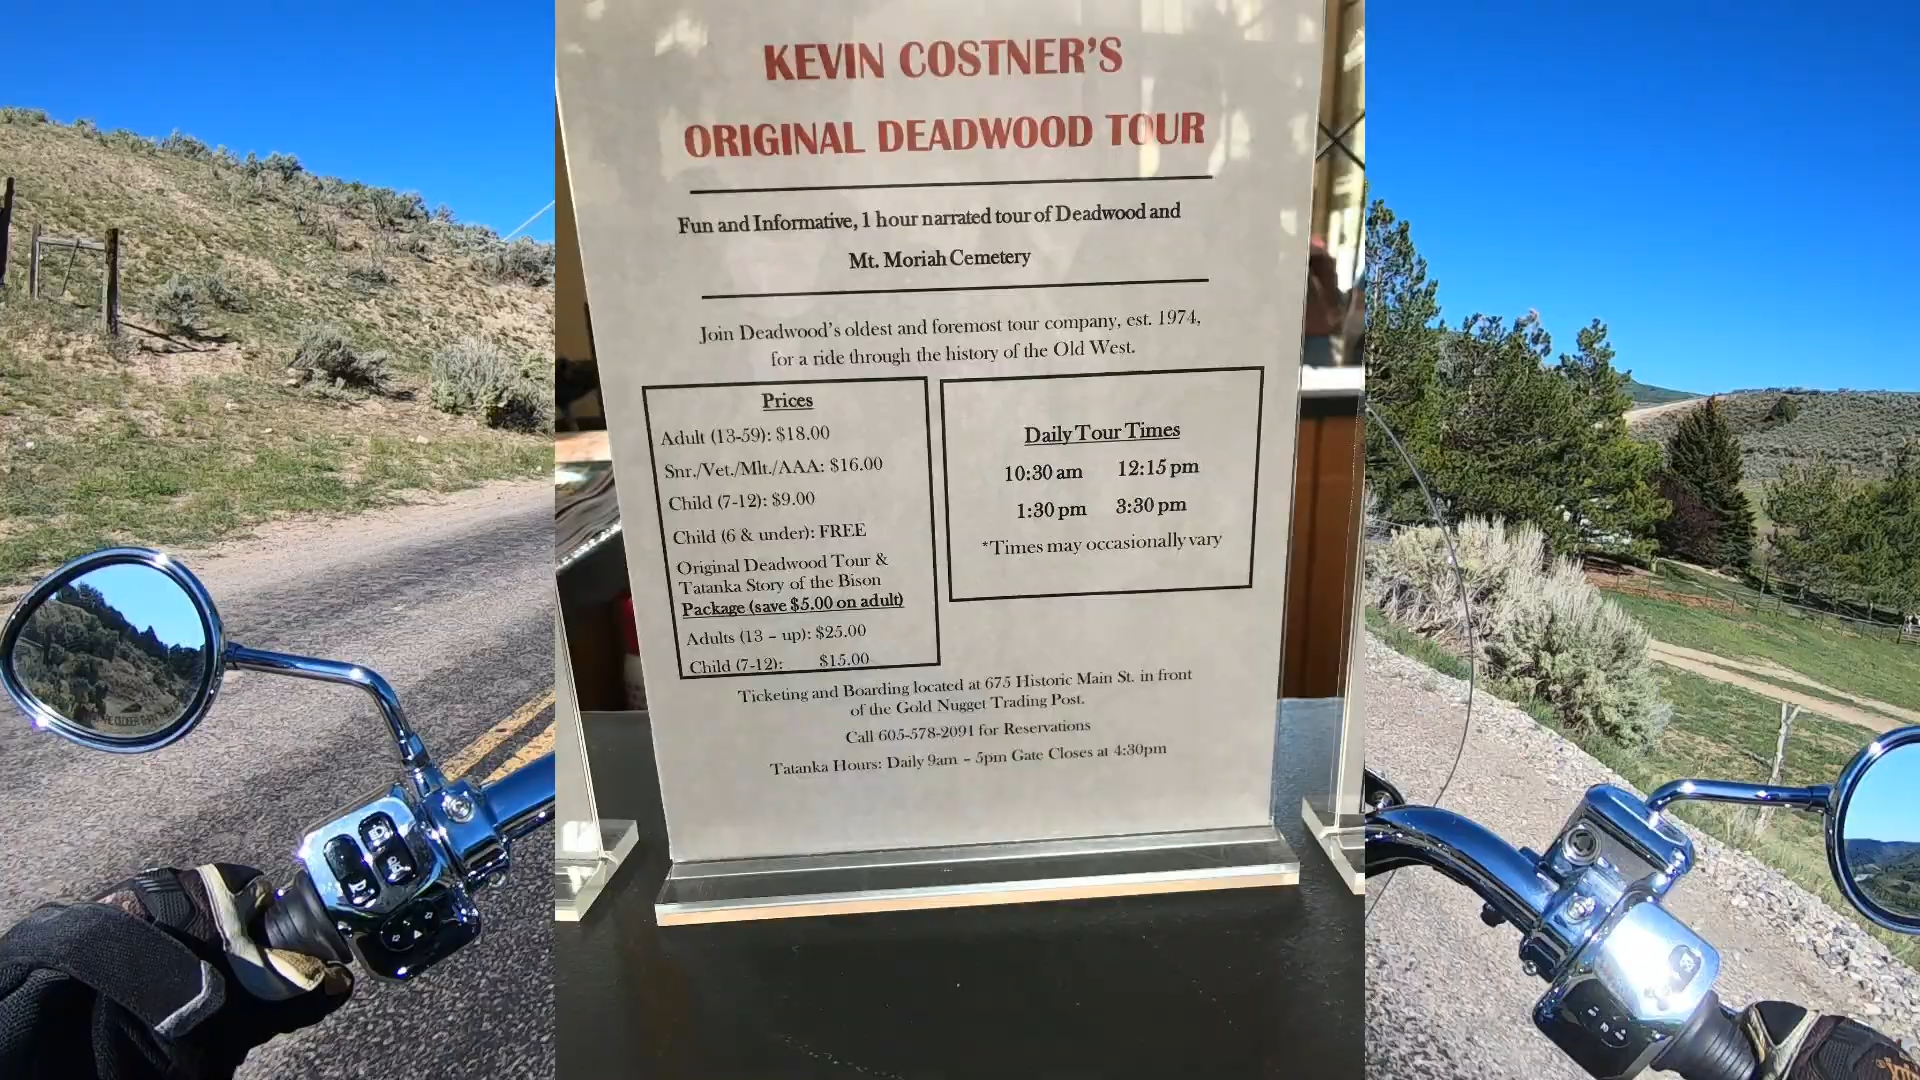 KEVIN COSTNER'S
ORIGINAL DEADWOOD TOUR
Fun and Informative, 1 hour narrated tour of Deadwood and
Mt. Moriah Cemetery
Join Deadwood's oldest and foremost tour company, est. 1974,
for a ride through the history of the Old West.
Prices
Adult (13-59): $18.00
Snr./Vet./Mlt./AAA: $16.00
Child (7-12): $9.00
Child (6 & under): FREE
Original Deadwood Tour &
Tatanka Story of the Bison
Package (save $5.00 on adult)
Adults (13 – up): $25.00
Child (7-12): $15.00
Daily Tour Times
10:30 am 12:15 pm
1:30 pm 3:30 pm
*Times may occasionally vary
Ticketing and Boarding located at 675 Historic Main St. in front
of the Gold Nugget Trading Post.
Call 605-578-2091 for Reservations
Tatanka Hours: Daily 9am – 5pm Gate Closes at 4:30pm